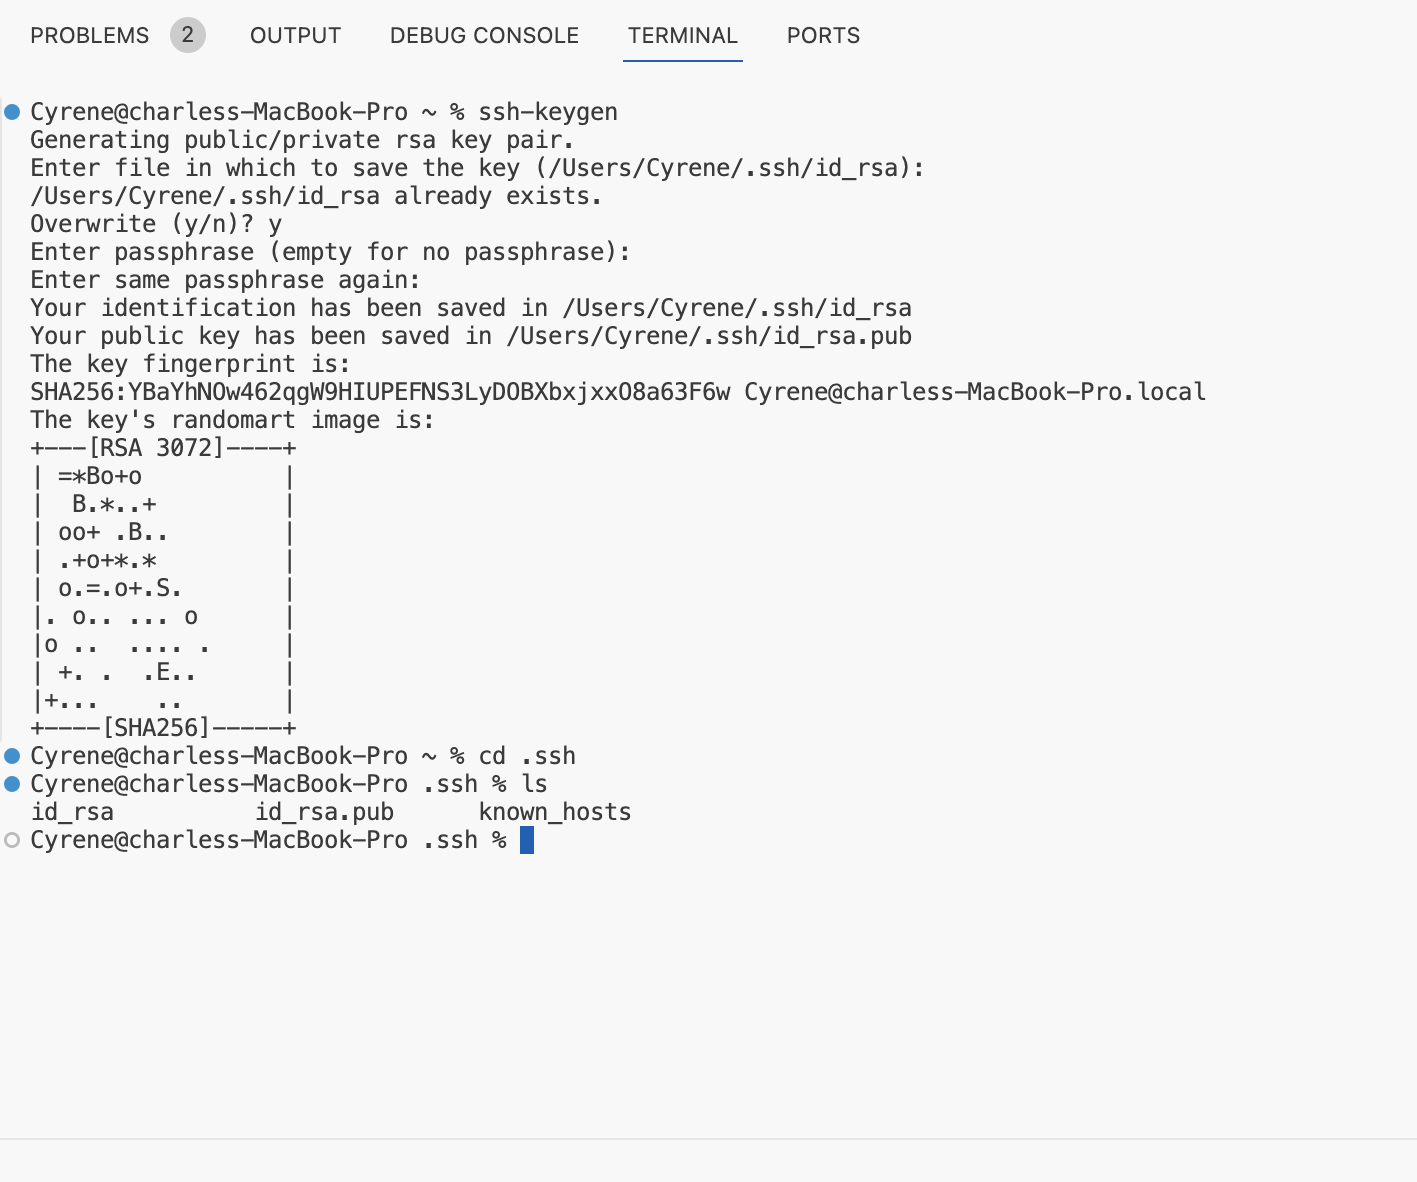 PROBLEMS 2 OUTPUT DEBUG CONSOLE TERMINAL PORTS
Cyrene@charless-MacBook-Pro ~ % ssh-keygen
Generating public/private rsa key pair.
Enter file in which to save the key (/Users/Cyrene/.ssh/id_rsa):
/Users/Cyrene/.ssh/id_rsa already exists.
Overwrite (y/n)? y
Enter passphrase (empty for no passphrase):
Enter same passphrase again:
Your identification has been saved in /Users/Cyrene/.ssh/id_rsa
Your public key has been saved in /Users/Cyrene/.ssh/id_rsa.pub
The key fingerprint is:
SHA256:YBaYhNOw462qgW9HIUPEFNS3LyDOBXbxjxxO8a63F6w Cyrene@charless-MacBook-Pro.local
The key's randomart image is:
+---[RSA 3072]----+
| =*Bo+o          |
|  B.*..+         |
| oo+ .B..        |
| .+o+*.*         |
| o.=.o+.S.       |
|. o.. ... o      |
|o ..  .... .     |
| +. .  .E..      |
|+...    ..       |
+----[SHA256]-----+
Cyrene@charless-MacBook-Pro ~ % cd .ssh
Cyrene@charless-MacBook-Pro .ssh % ls
id_rsa          id_rsa.pub      known_hosts
Cyrene@charless-MacBook-Pro .ssh %